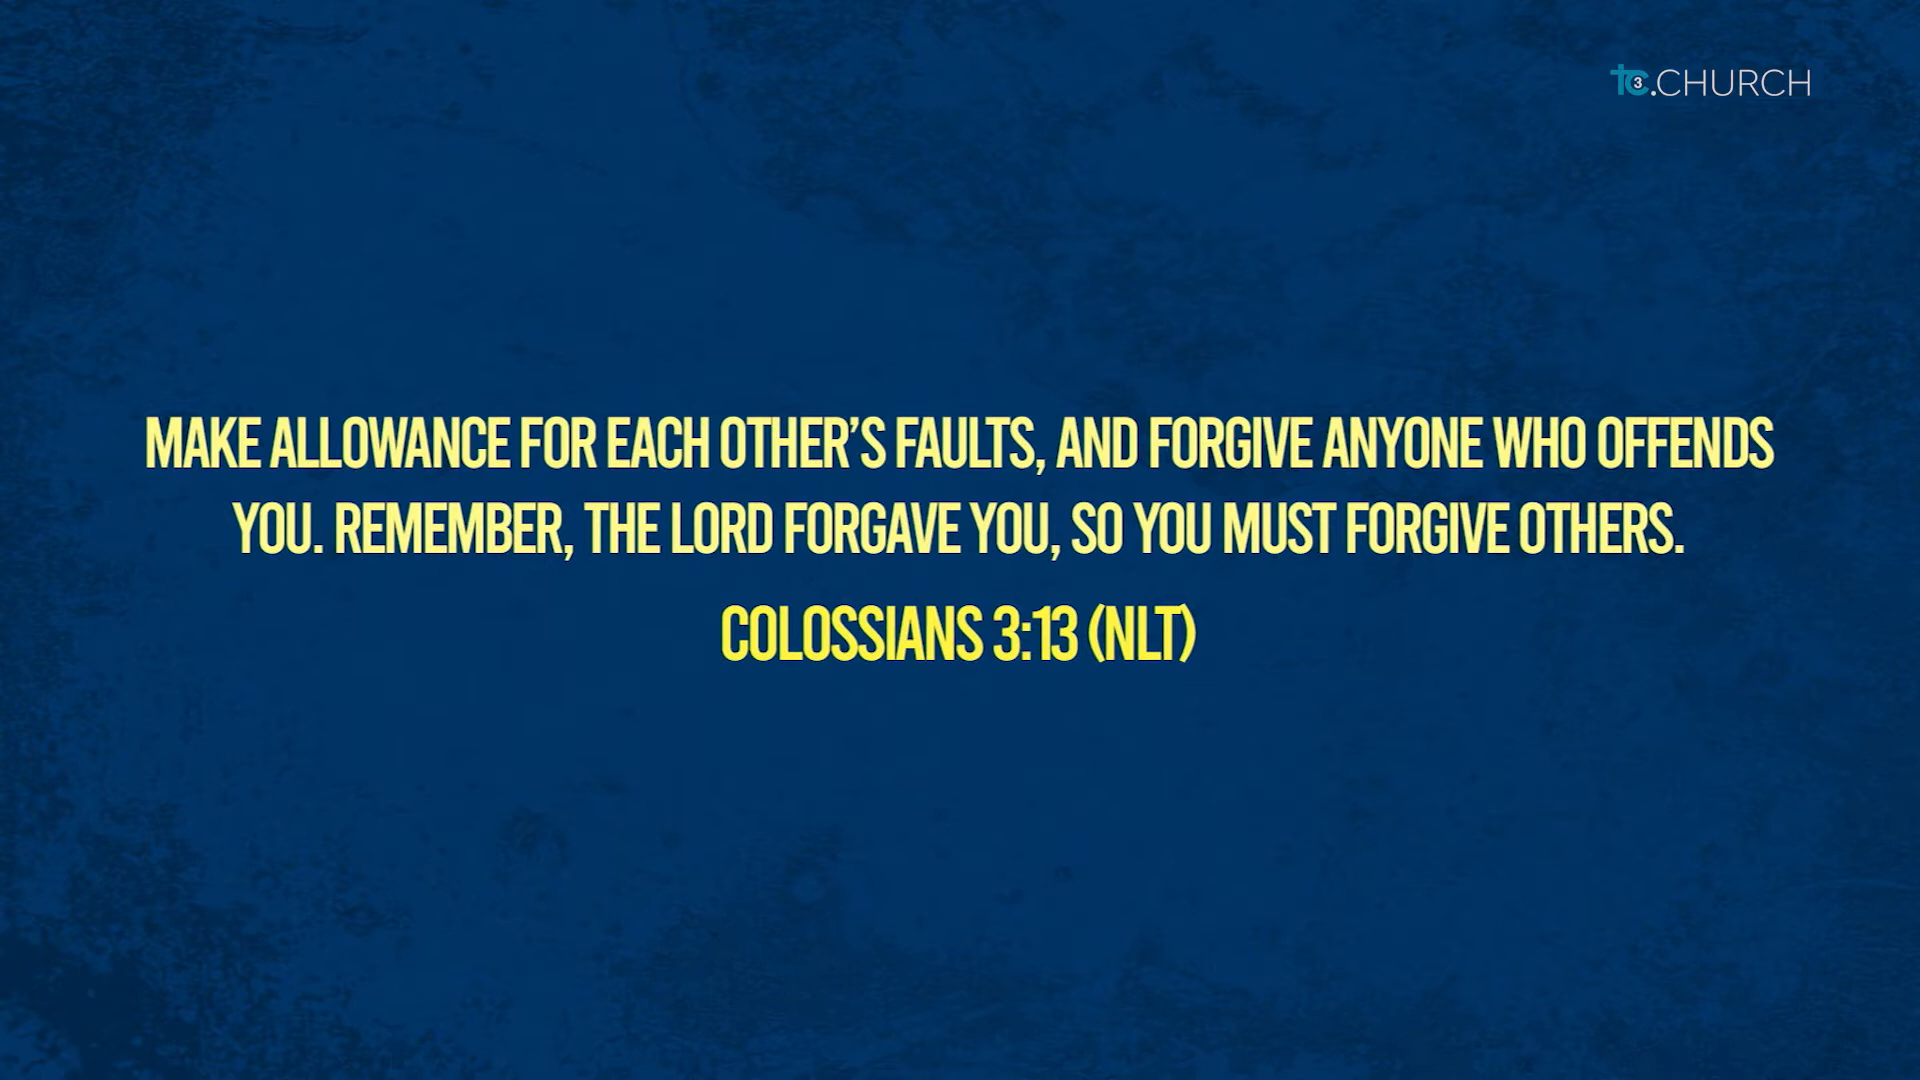 tc3.CHURCH
MAKE ALLOWANCE FOR EACH OTHER’S FAULTS, AND FORGIVE ANYONE WHO OFFENDS
YOU. REMEMBER, THE LORD FORGAVE YOU, SO YOU MUST FORGIVE OTHERS.
COLOSSIANS 3:13 (NLT)